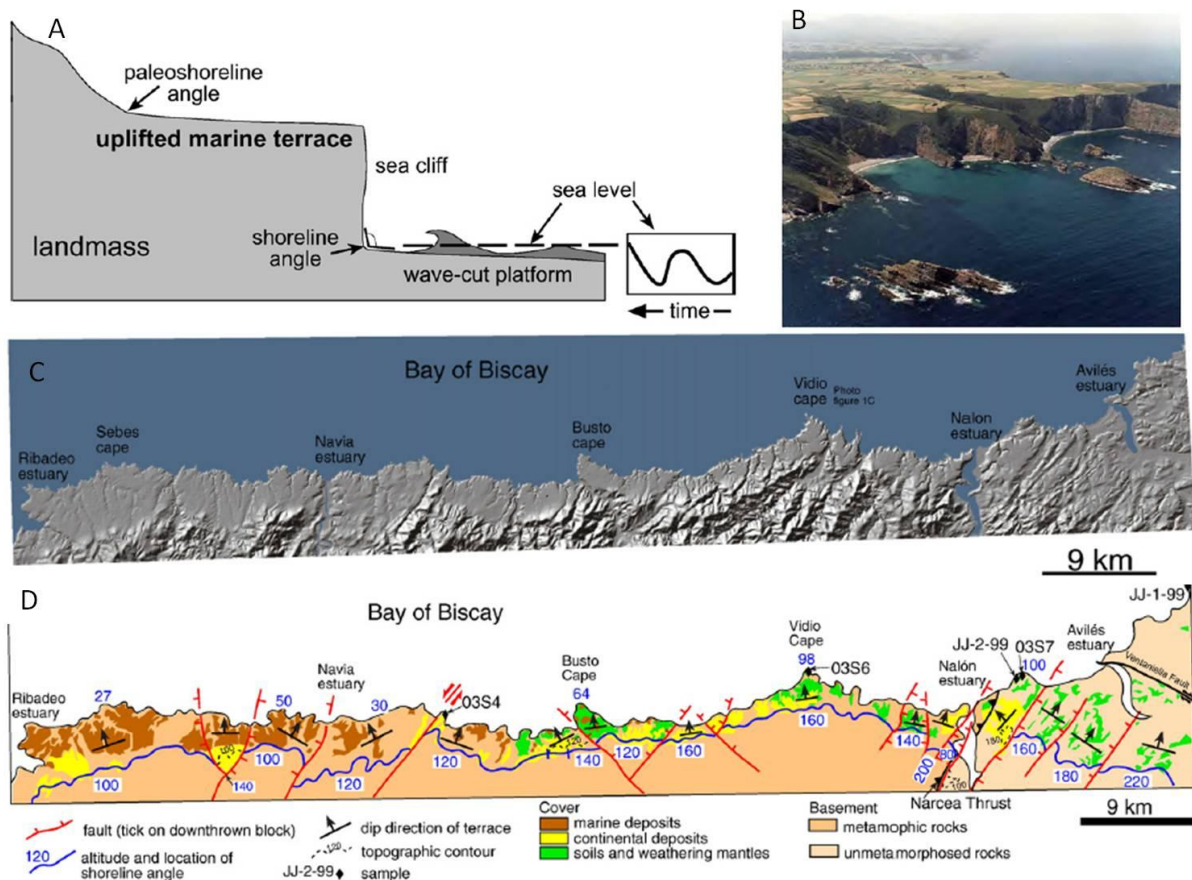 A
paleoshoreline
angle
uplifted marine terrace
sea cliff
sea level
landmass
shoreline
angle
wave-cut platform
time
B
C
Bay of Biscay
Ribadeo
estuary
Sebes
cape
Navia
estuary
Busto
cape
Vidio
cape
Photo
figure 1C
Nalon
estuary
Avilés
estuary
9 km
D
Bay of Biscay
JJ-1-99
Ribadeo
estuary
27
50
Navia
estuary
30
03S4
Busto
Cape
64
Vidio
Cape
98
03S6
Nalón
estuary
JJ-2-99
03S7
100
Avilés
estuary
Ventaniella Fault
100
140
100
120
120
140
120
160
160
140
200
80
100
180
160
180
220
Narcea Thrust
9 km
fault (tick on downthrown block)
120
altitude and location of
shoreline angle
dip direction of terrace
120
topographic contour
JJ-2-99
sample
Cover
marine deposits
continental deposits
soils and weathering mantles
Basement
metamophic rocks
unmetamorphosed rocks